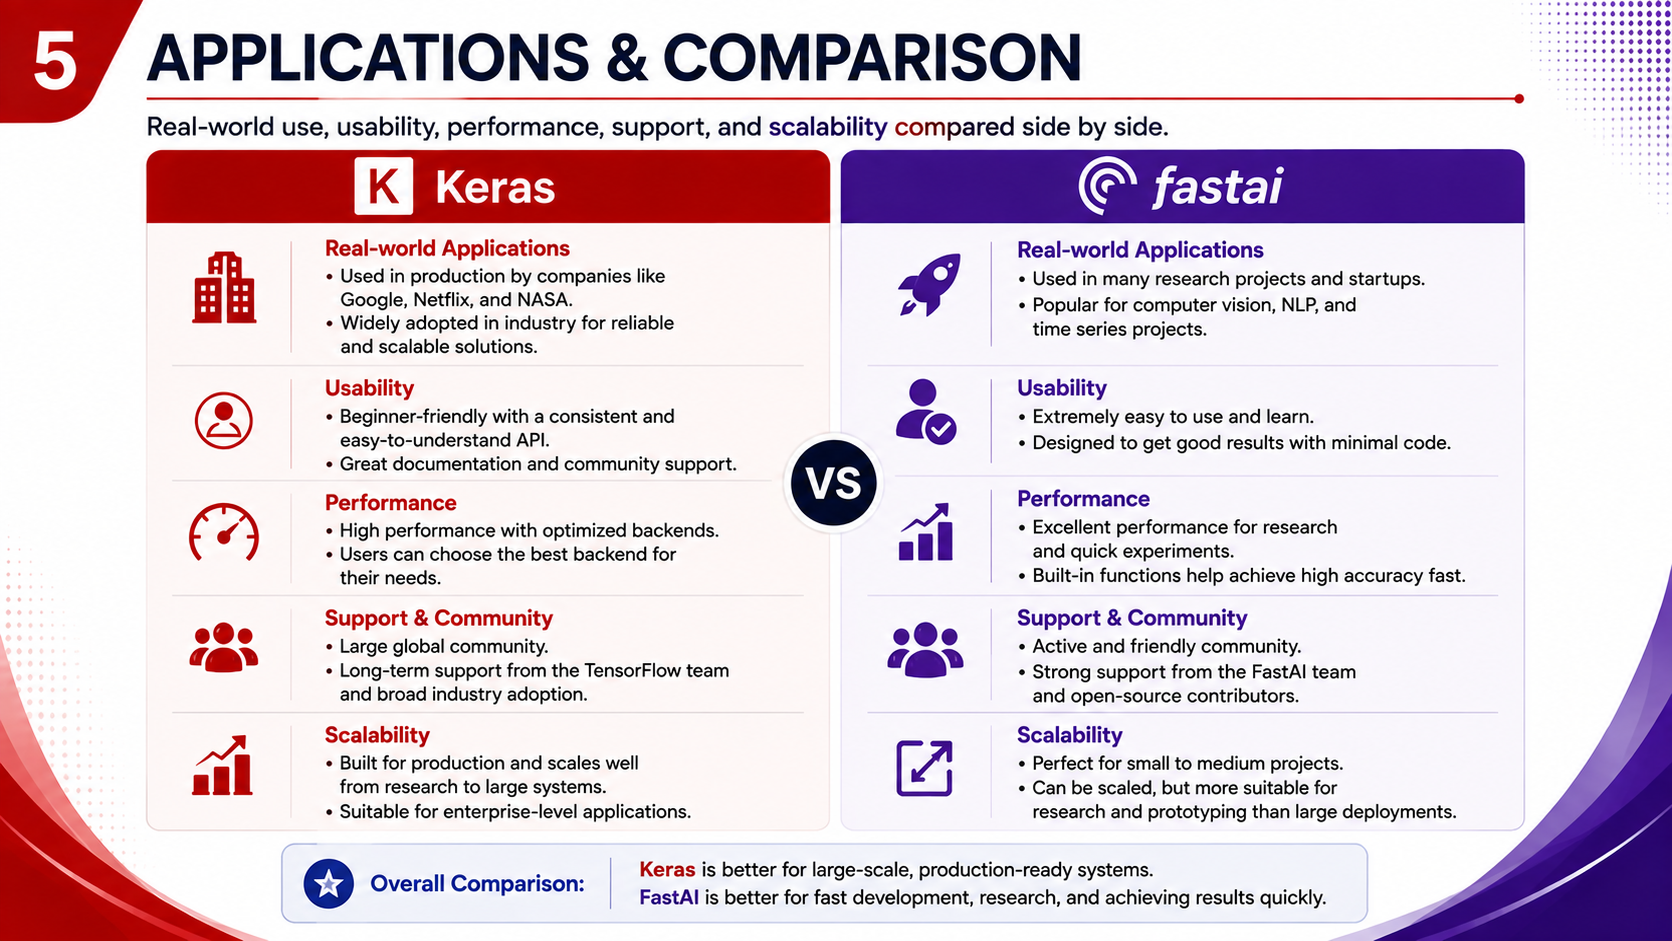 5
APPLICATIONS & COMPARISON
Real-world use, usability, performance, support, and scalability compared side by side.
K Keras
Real-world Applications
• Used in production by companies like
Google, Netflix, and NASA.
• Widely adopted in industry for reliable
and scalable solutions.
Usability
• Beginner-friendly with a consistent and
easy-to-understand API.
• Great documentation and community support.
Performance
• High performance with optimized backends.
• Users can choose the best backend for
their needs.
Support & Community
• Large global community.
• Long-term support from the TensorFlow team
and broad industry adoption.
Scalability
• Built for production and scales well
from research to large systems.
• Suitable for enterprise-level applications.
VS
fastai
Real-world Applications
• Used in many research projects and startups.
• Popular for computer vision, NLP, and
time series projects.
Usability
• Extremely easy to use and learn.
• Designed to get good results with minimal code.
Performance
• Excellent performance for research
and quick experiments.
• Built-in functions help achieve high accuracy fast.
Support & Community
• Active and friendly community.
• Strong support from the FastAI team
and open-source contributors.
Scalability
• Perfect for small to medium projects.
• Can be scaled, but more suitable for
research and prototyping than large deployments.
Overall Comparison:
Keras is better for large-scale, production-ready systems.
FastAI is better for fast development, research, and achieving results quickly.